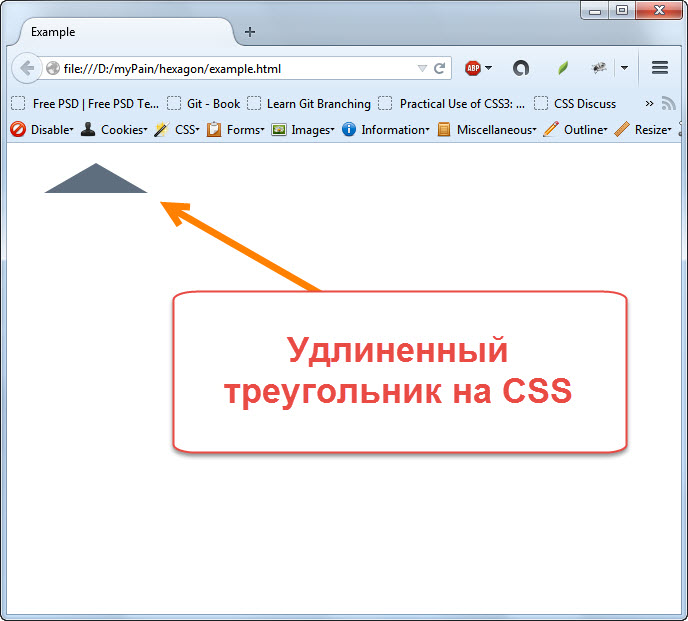 Example
file:///D:/myPain/hexagon/example.html
ABP
Free PSD | Free PSD Te... Git - Book Learn Git Branching Practical Use of CSS3: ... CSS Discuss »
Disable Cookies CSS Forms Images Information Miscellaneous Outline Resize
Удлиненный
треугольник на CSS